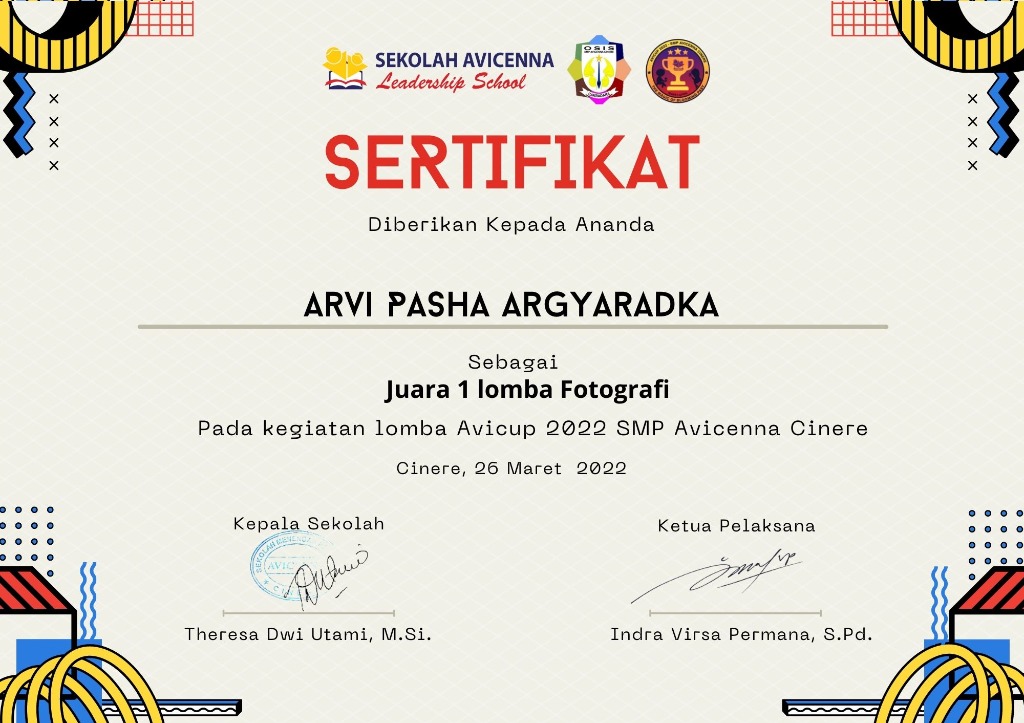 SEKOLAH AVICENNA
Leadership School
OSIS
SERTIFIKAT
Diberikan Kepada Ananda
ARVI PASHA ARGYARADKA
Sebagai
Juara 1 lomba Fotografi
Pada kegiatan lomba Avicup 2022 SMP Avicenna Cinere
Cinere, 26 Maret 2022
Kepala Sekolah
Ketua Pelaksana
SEKOLAH
AVIC
Theresa Dwi Utami, M.Si.
Indra Virsa Permana, S.Pd.